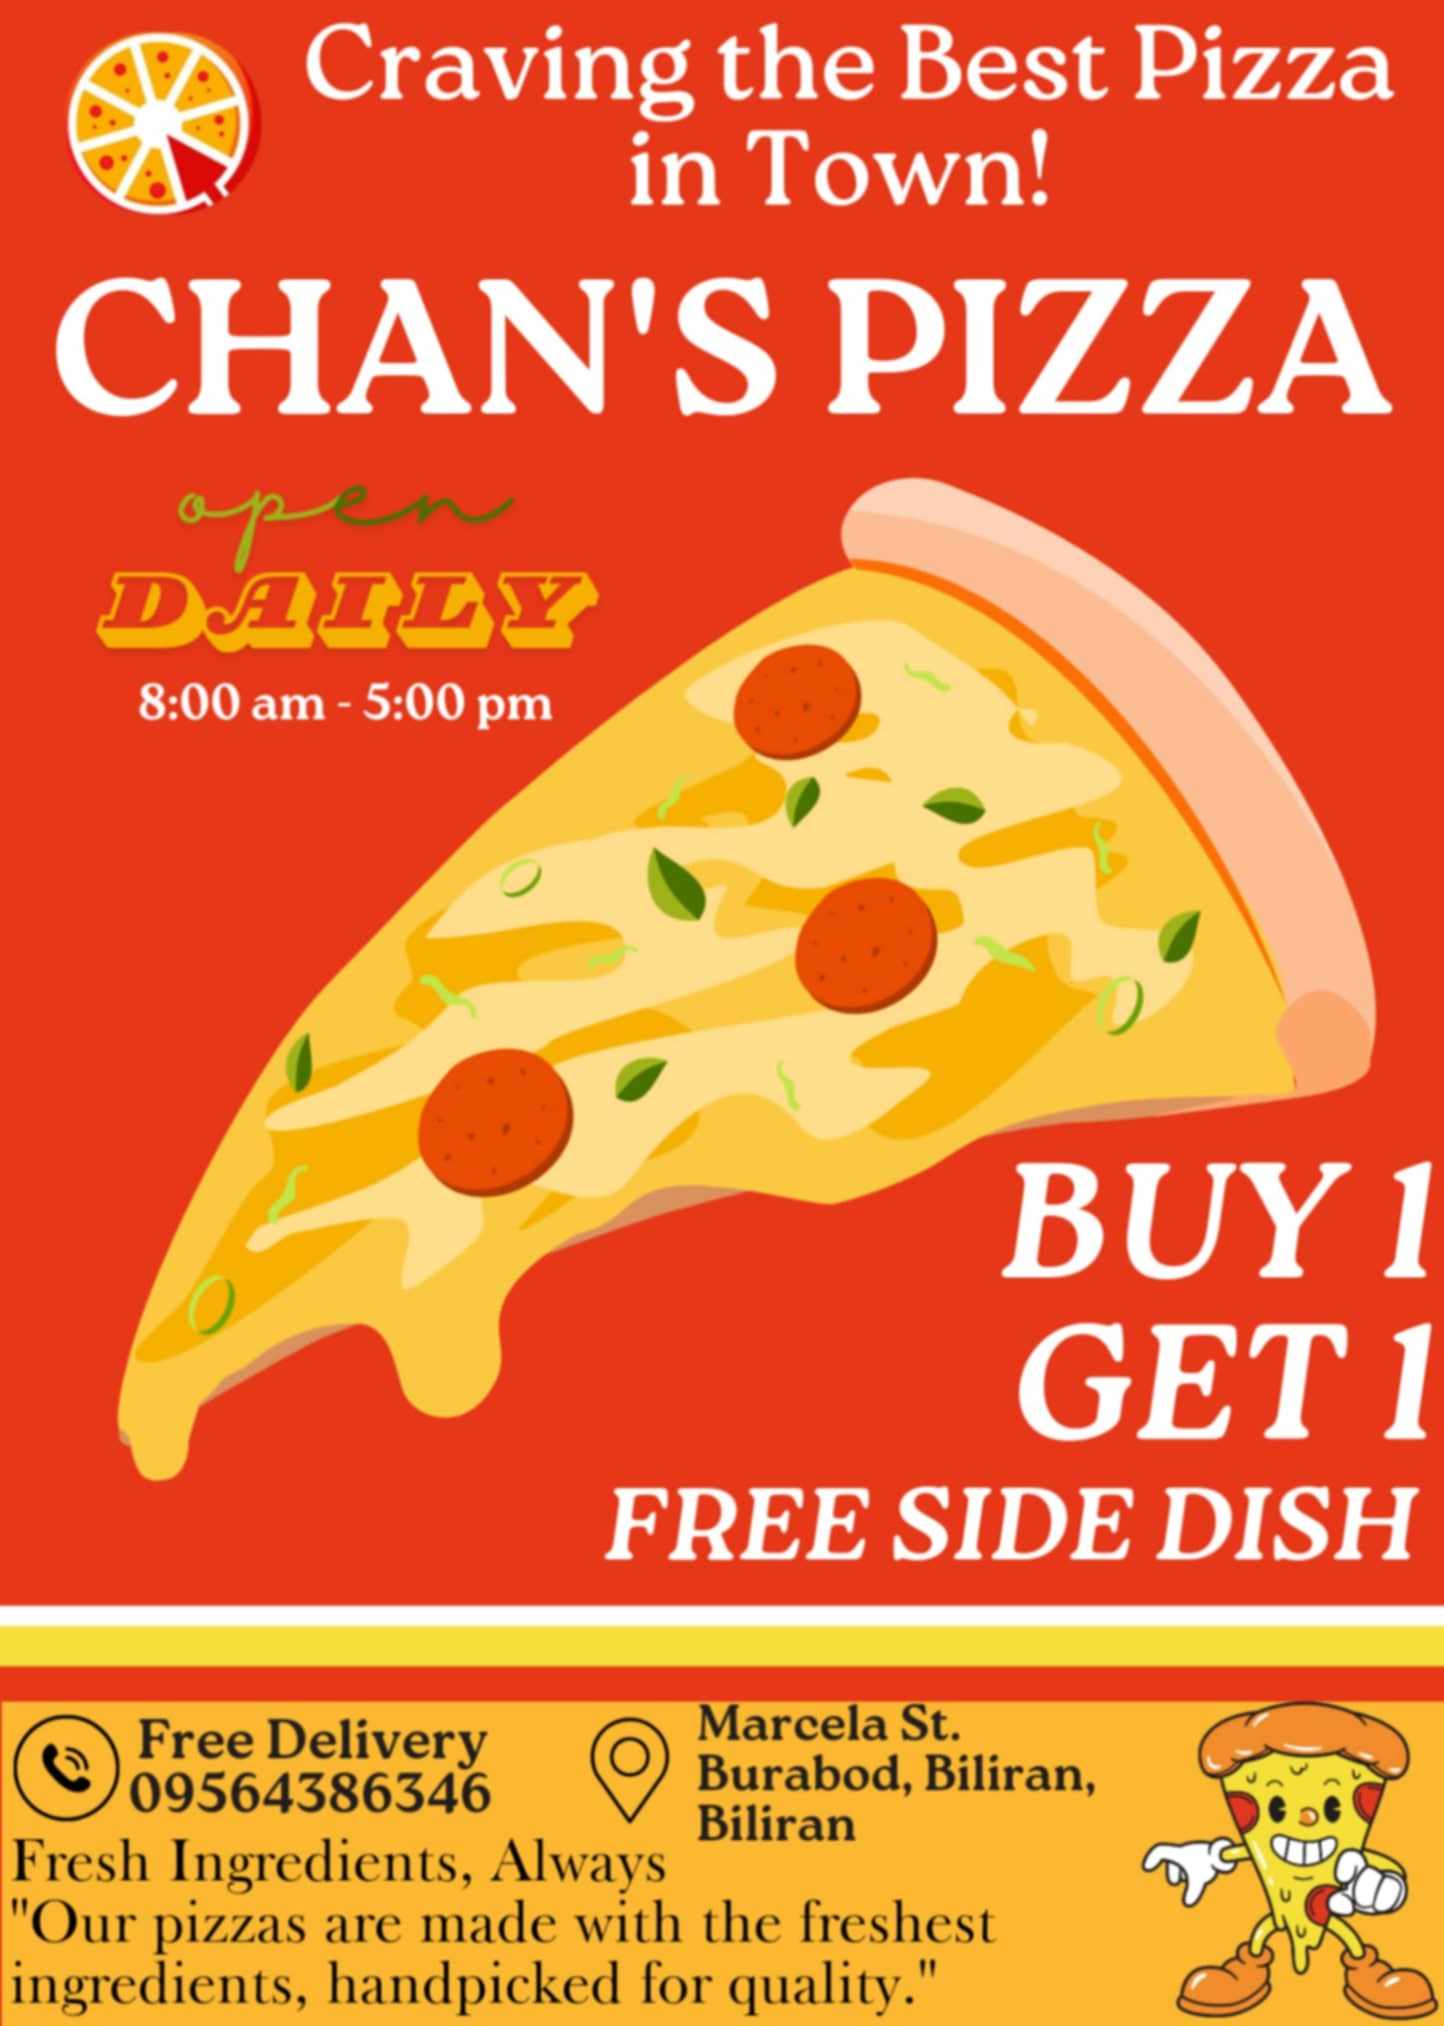 Craving the Best Pizza
in Town!
CHAN'S PIZZA
open
DAILY
8:00 am - 5:00 pm
BUY 1
GET 1
FREE SIDE DISH
Free Delivery
09564386346
Marcela St.
Burabod, Biliran,
Biliran
Fresh Ingredients, Always
"Our pizzas are made with the freshest
ingredients, handpicked for quality."